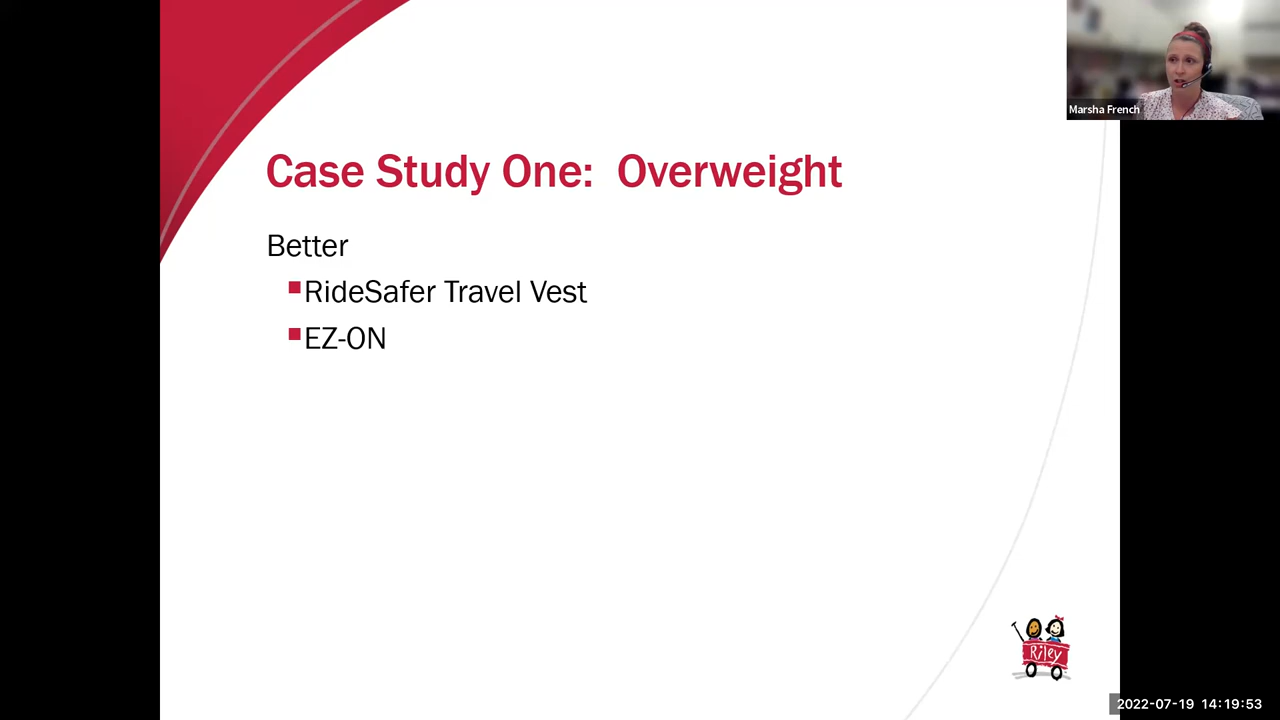 Marsha French
Case Study One: Overweight
Better
RideSafer Travel Vest
EZ-ON
Riley
2022-07-19 14:19:53